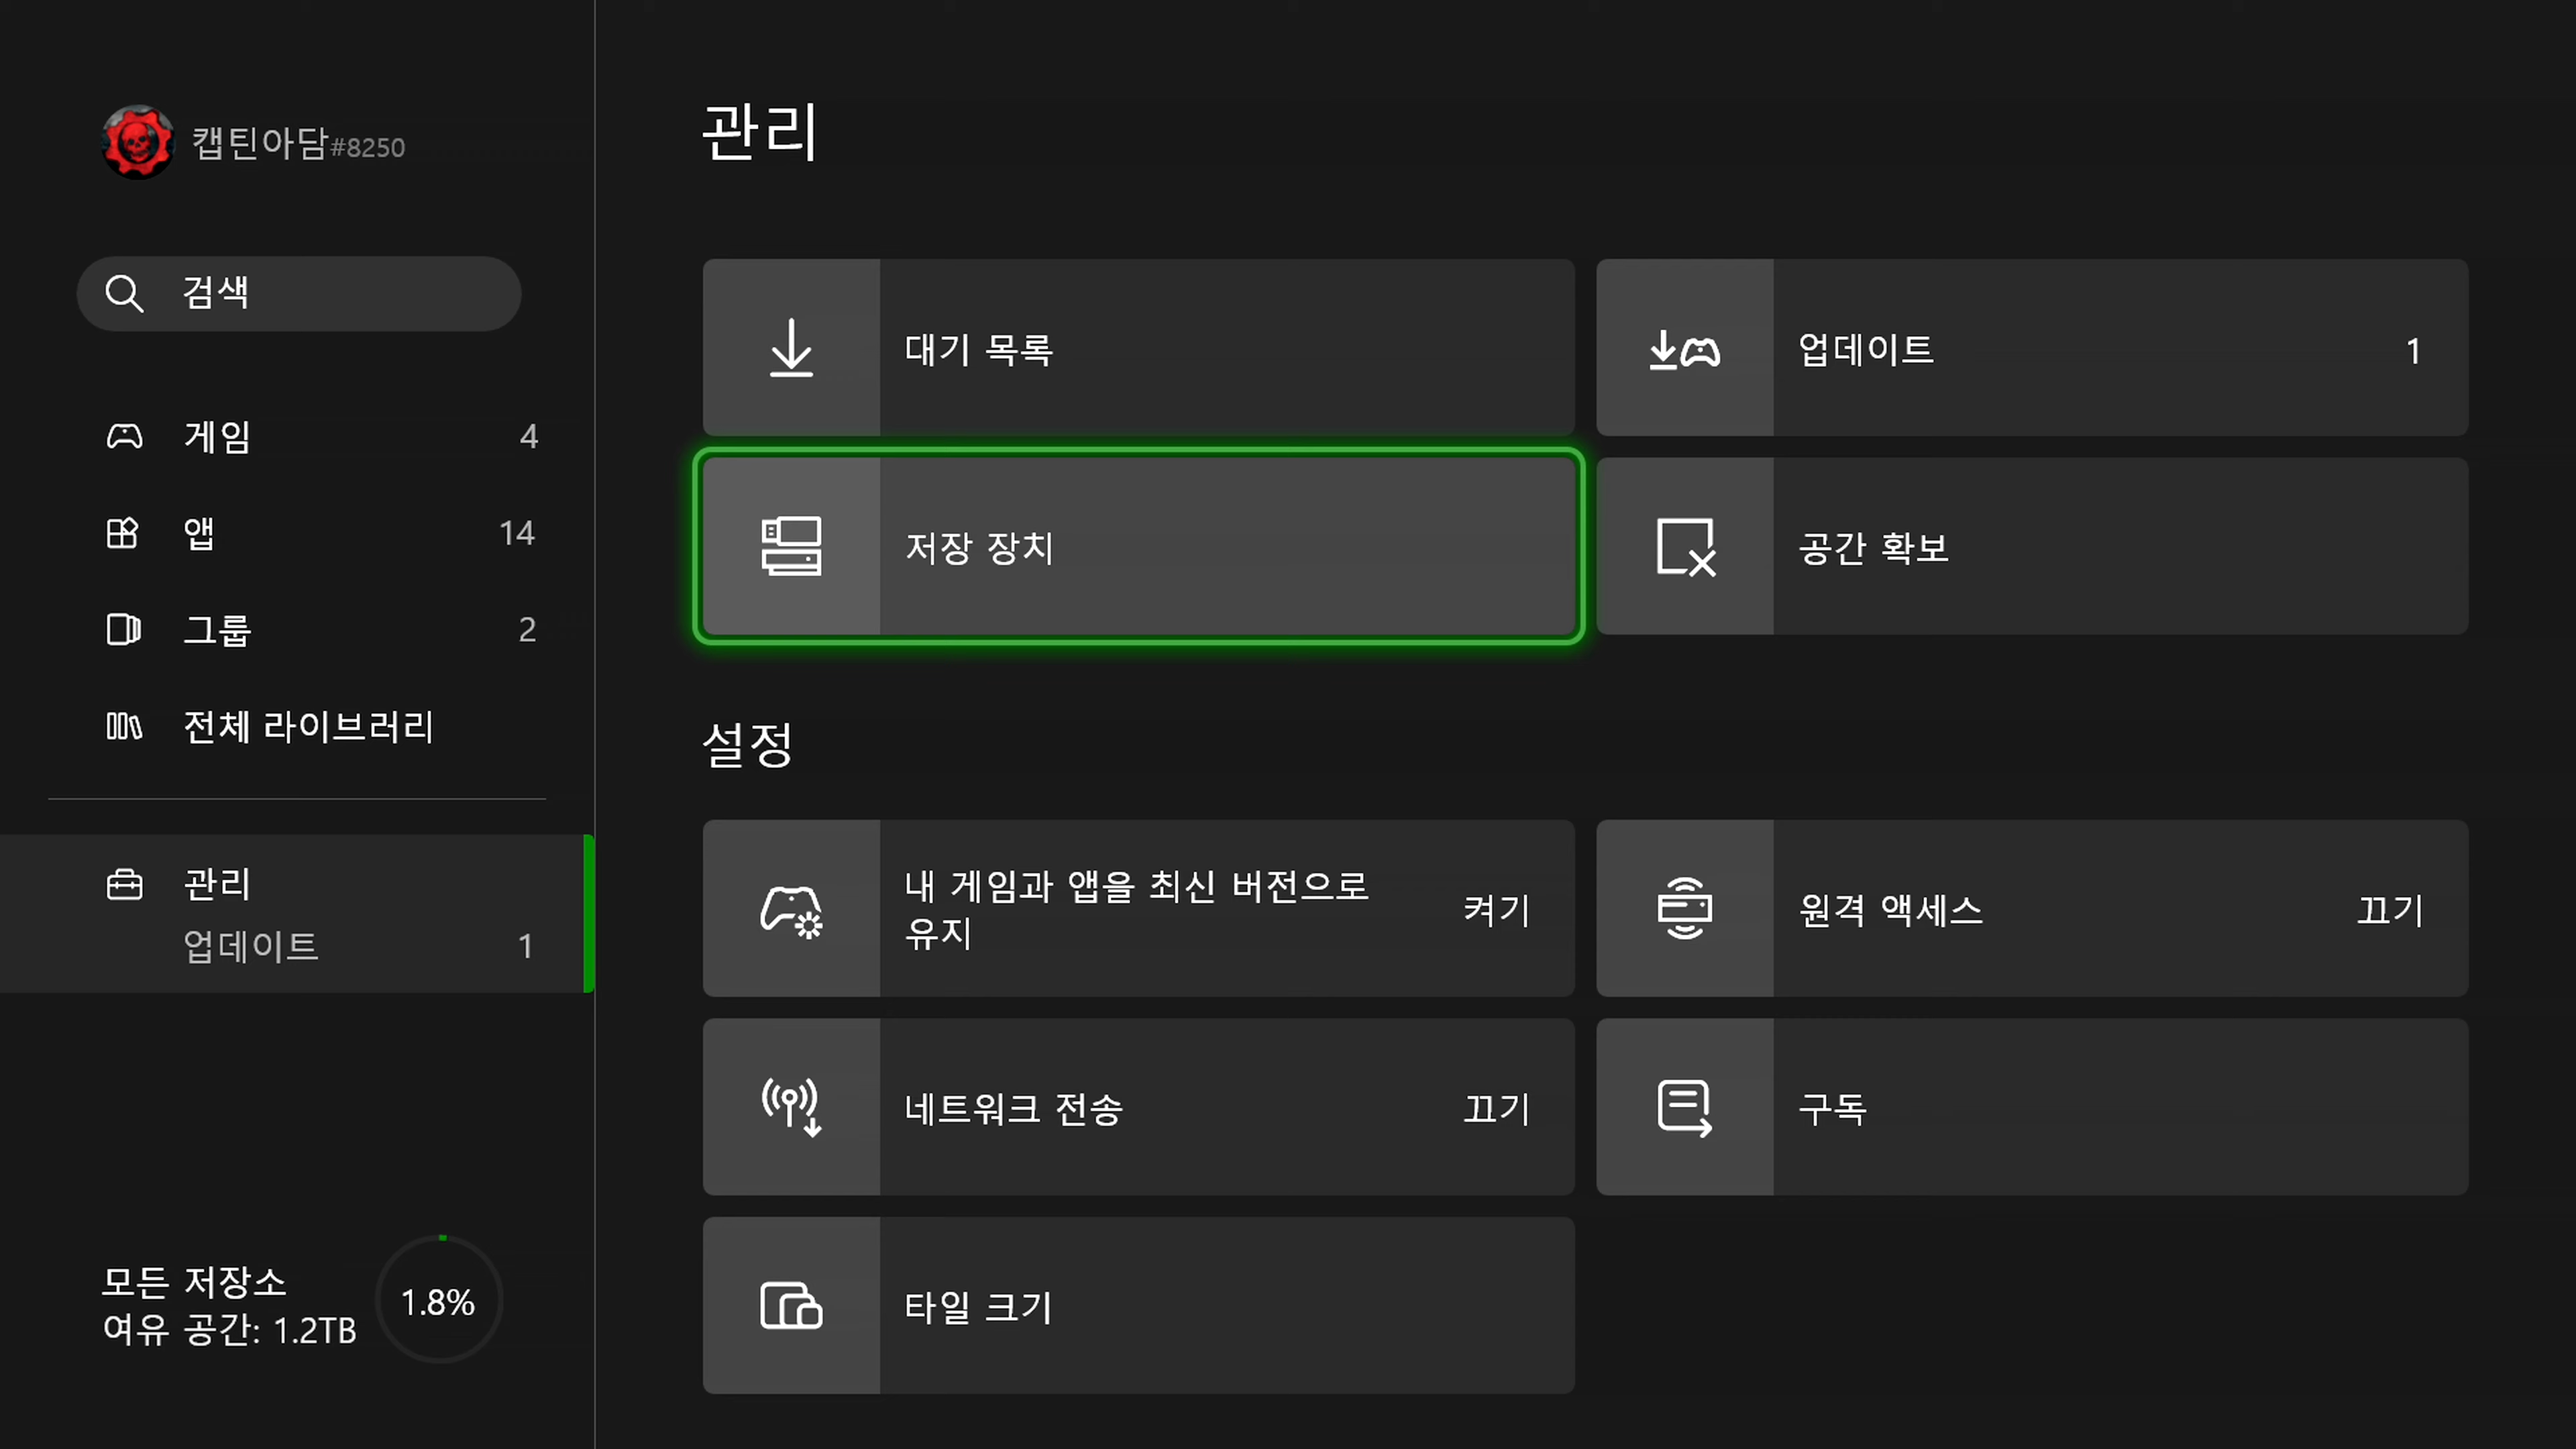 캡틴아담#8250
검색
게임 4
앱 14
그룹 2
전체 라이브러리
관리
업데이트 1
모든 저장소
여유 공간: 1.2TB
1.8%
관리
대기 목록
업데이트 1
저장 장치
공간 확보
설정
내 게임과 앱을 최신 버전으로
유지
켜기
원격 액세스 끄기
네트워크 전송 끄기
구독
타일 크기